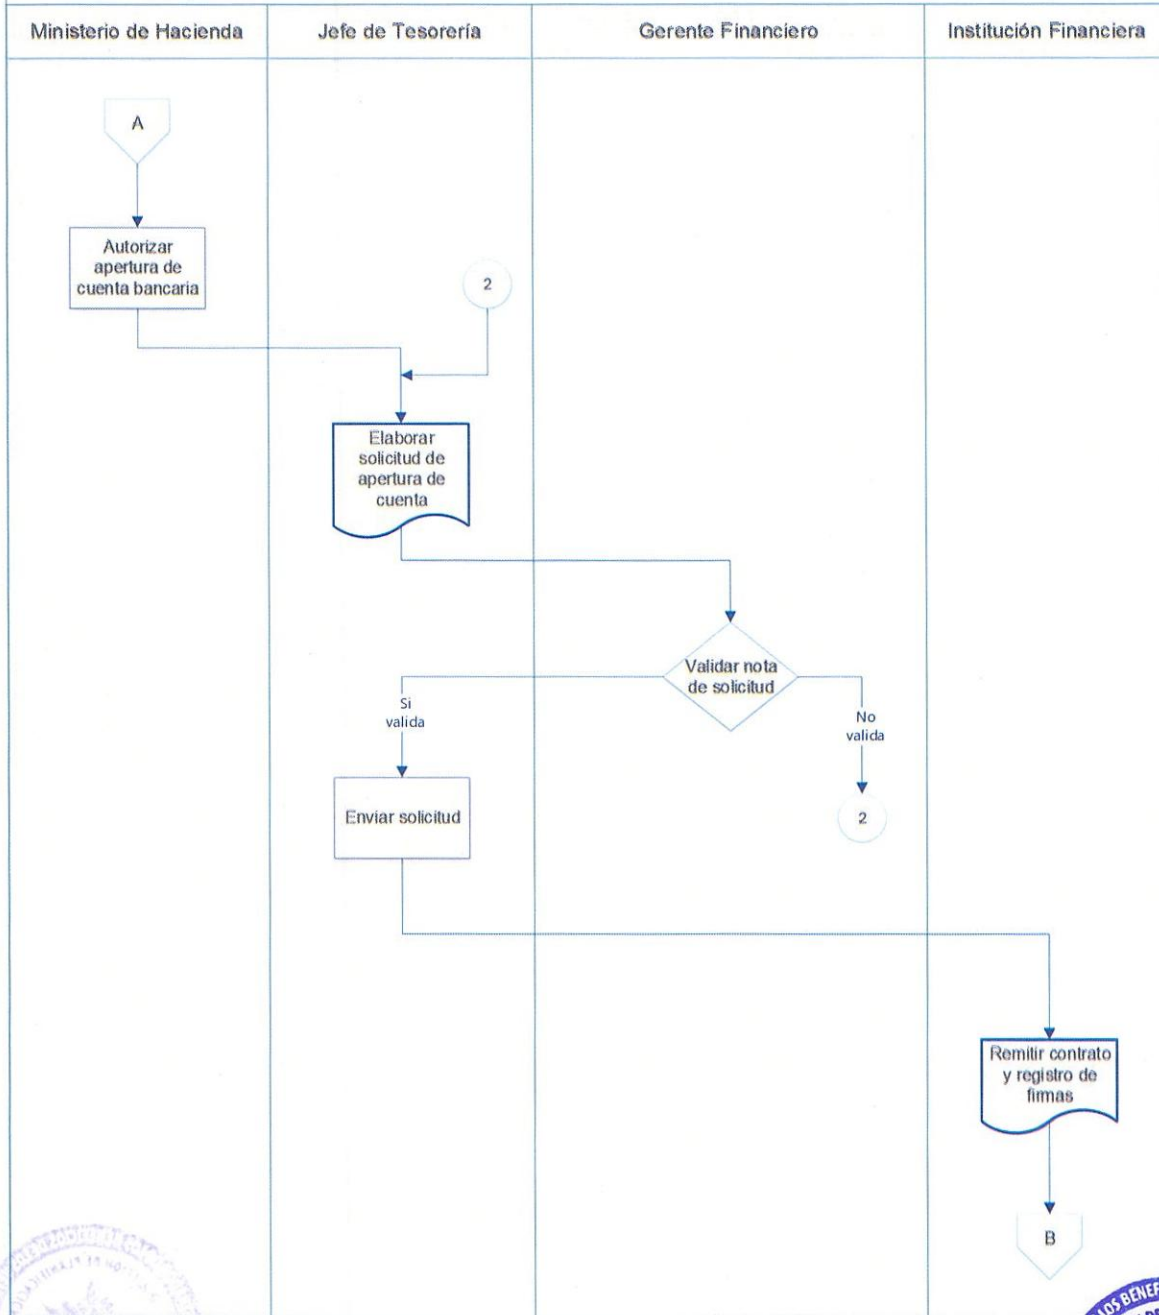 Ministerio de Hacienda
Jefe de Tesorería
Gerente Financiero
Institución Financiera
A
Autorizar
apertura de
cuenta bancaria
2
Elaborar
solicitud de
apertura de
cuenta
Validar nota
de solicitud
Si
valida
No
valida
Enviar solicitud
2
Remitir contrato
y registro de
firmas
B